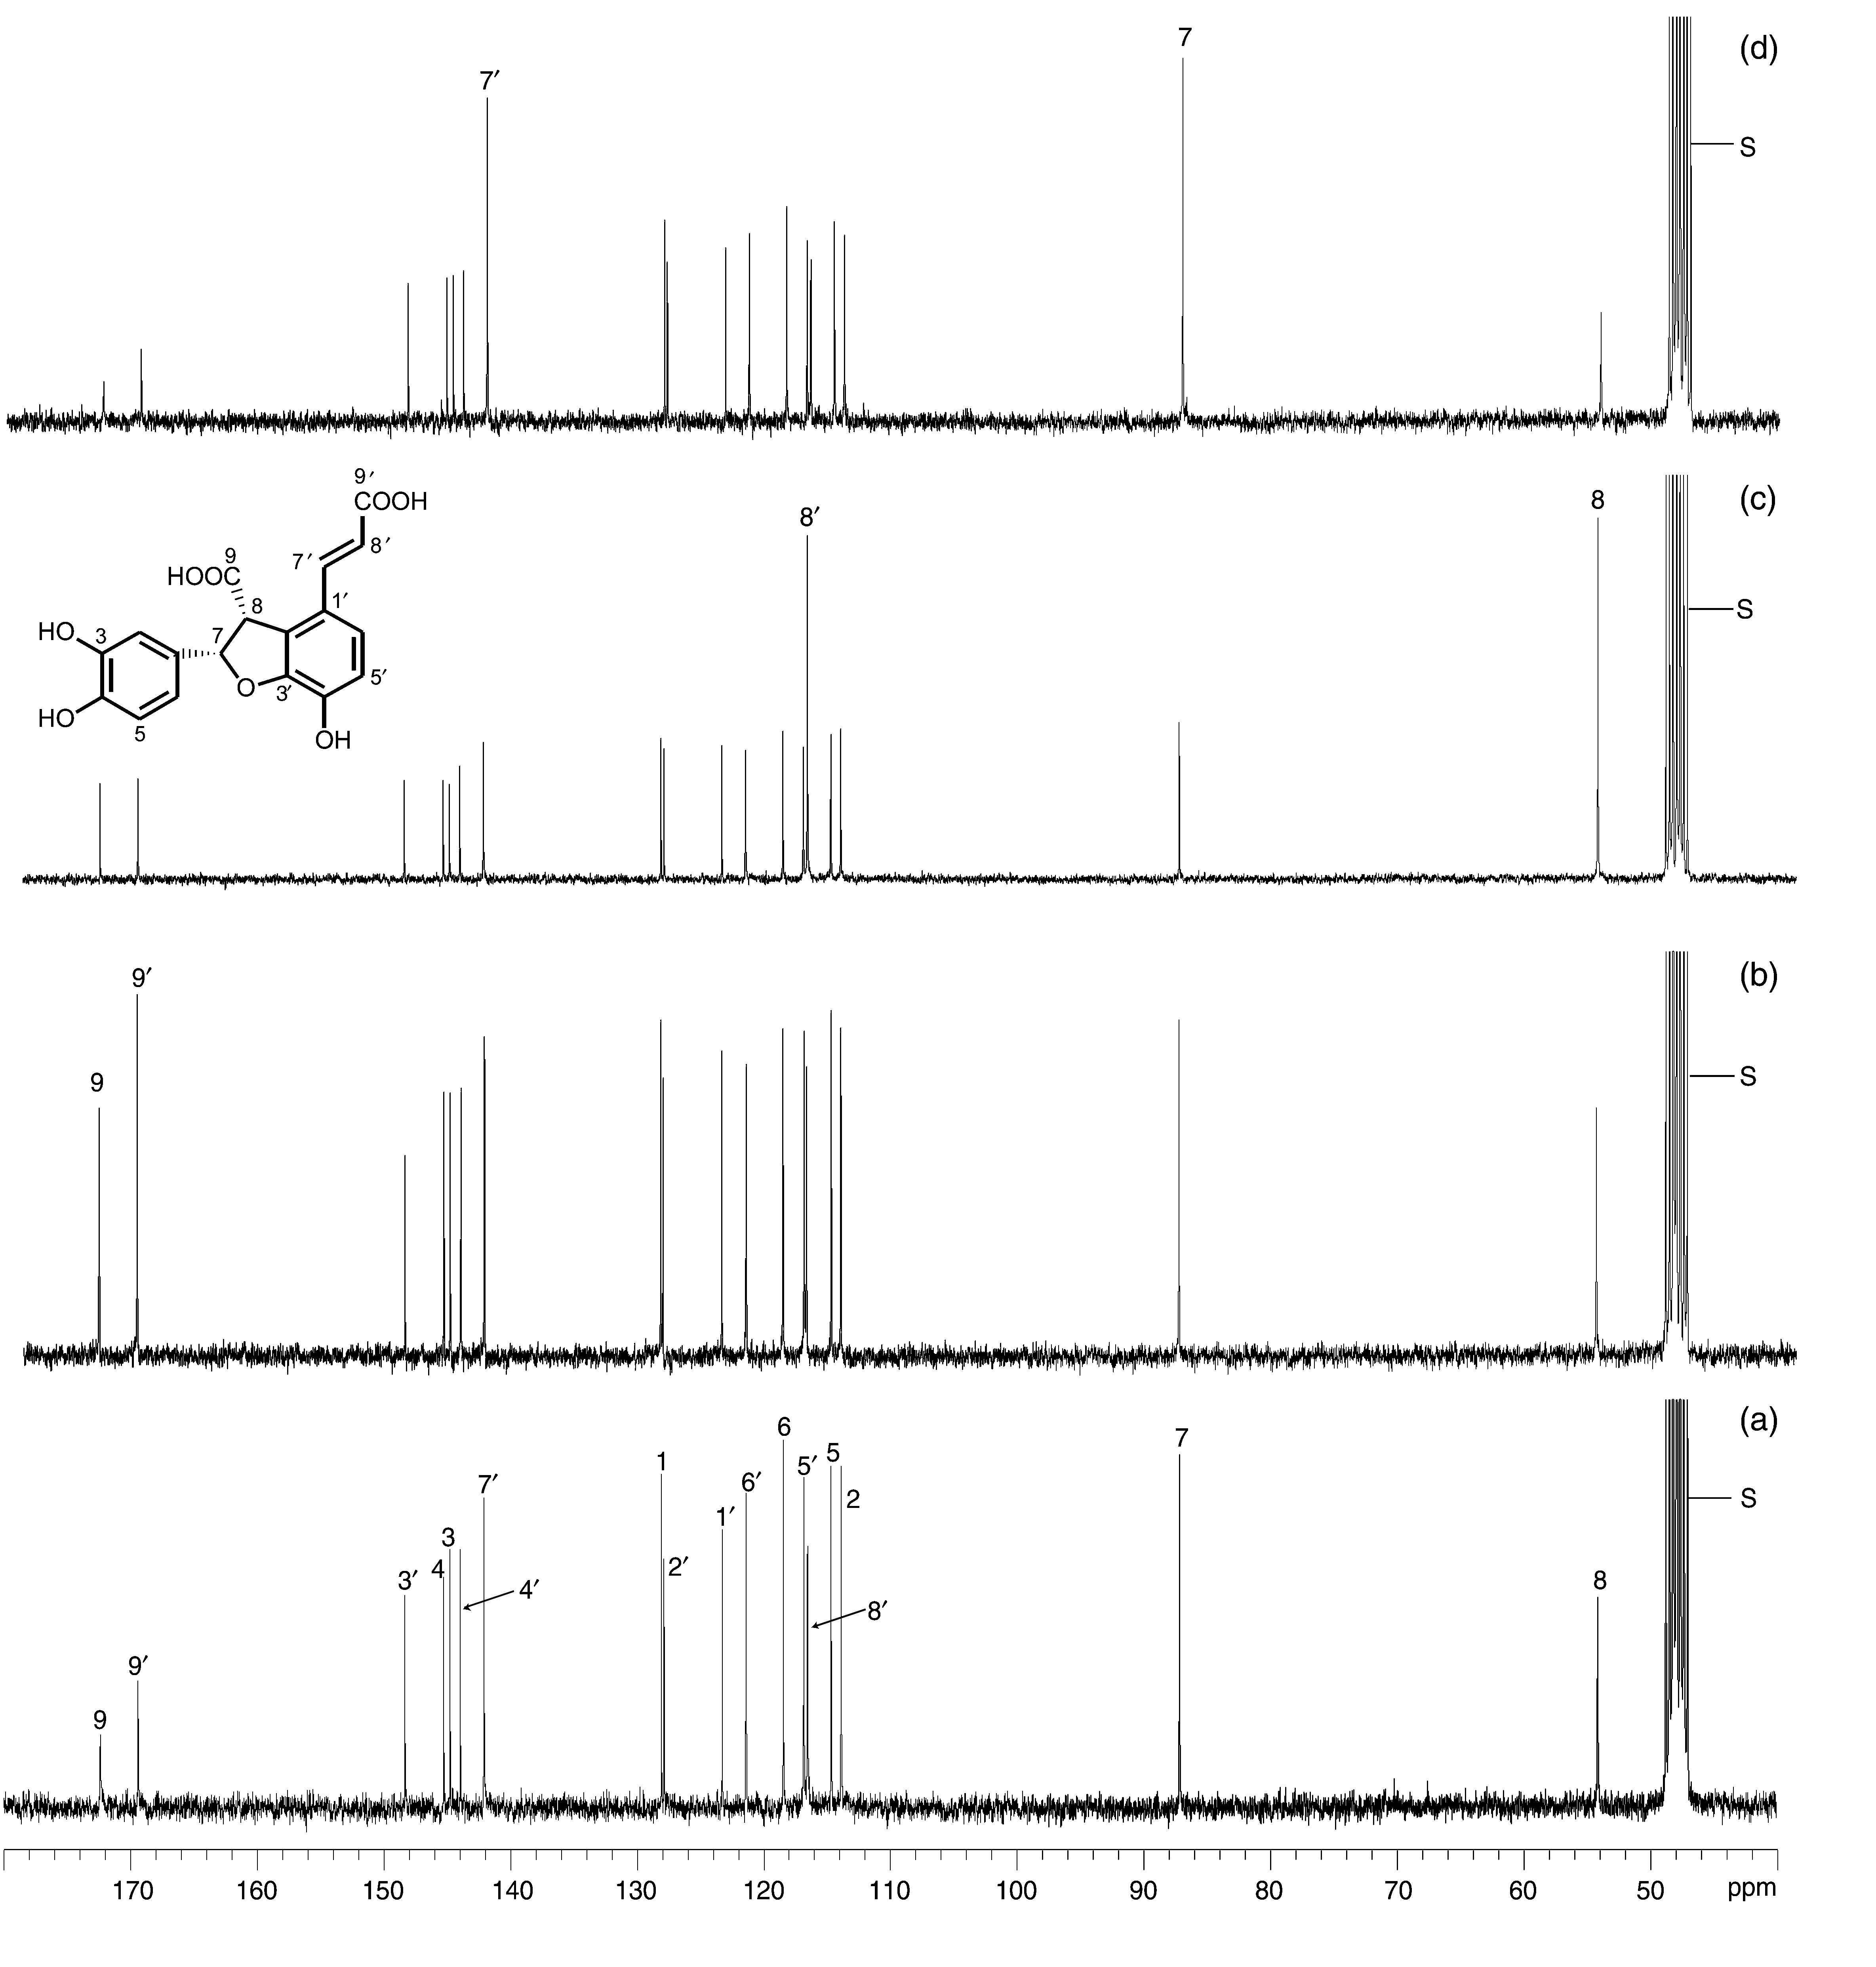 7 (d)
7′
S
9′
COOH
8 (c)
8′
7′ 8′
9
HOOC
8 1′
HO 3 7
O 3′ 5′
HO 5 OH
S
9′ (b)
9
S
(a)
6
7
1 5′ 5
7′ 6′
1′ 2
3
4 2′
3′ 4′ 8
8′
S
9′
9
170 160 150 140 130 120 110 100 90 80 70 60 50 ppm